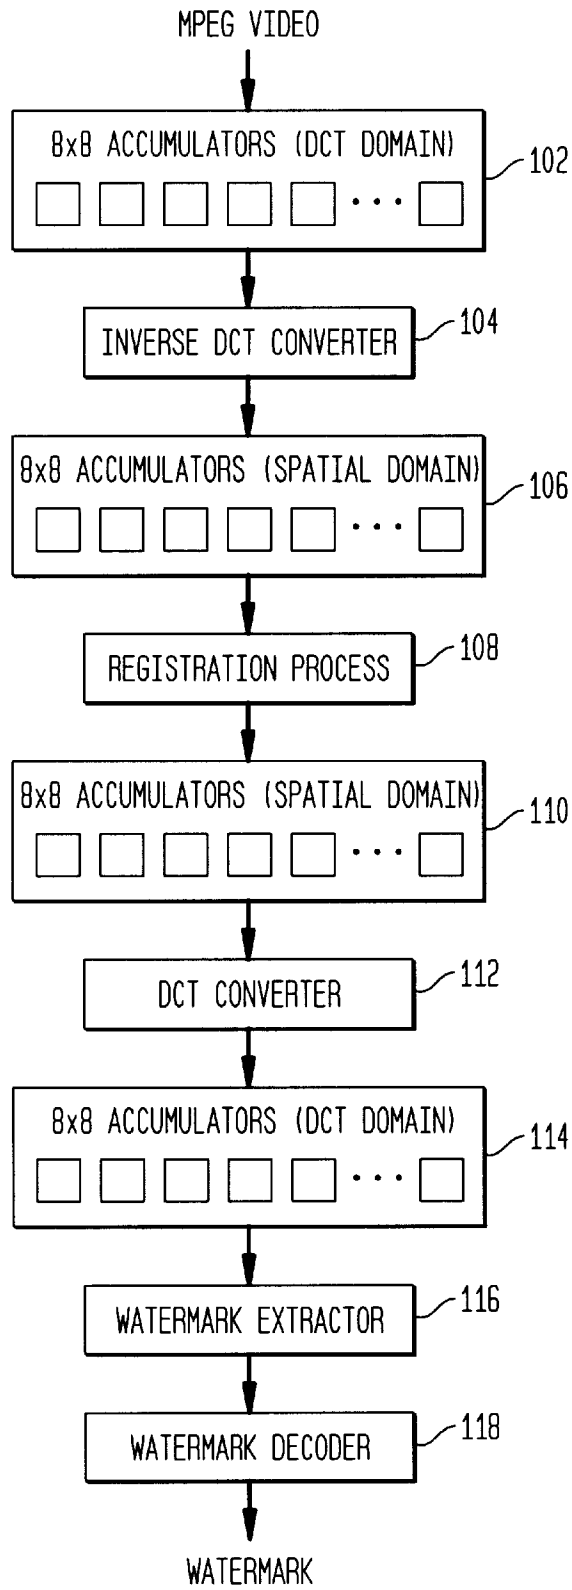 MPEG VIDEO
8x8 ACCUMULATORS (DCT DOMAIN)
102
INVERSE DCT CONVERTER
104
8x8 ACCUMULATORS (SPATIAL DOMAIN)
106
REGISTRATION PROCESS
108
8x8 ACCUMULATORS (SPATIAL DOMAIN)
110
DCT CONVERTER
112
8x8 ACCUMULATORS (DCT DOMAIN)
114
WATERMARK EXTRACTOR
116
WATERMARK DECODER
118
WATERMARK